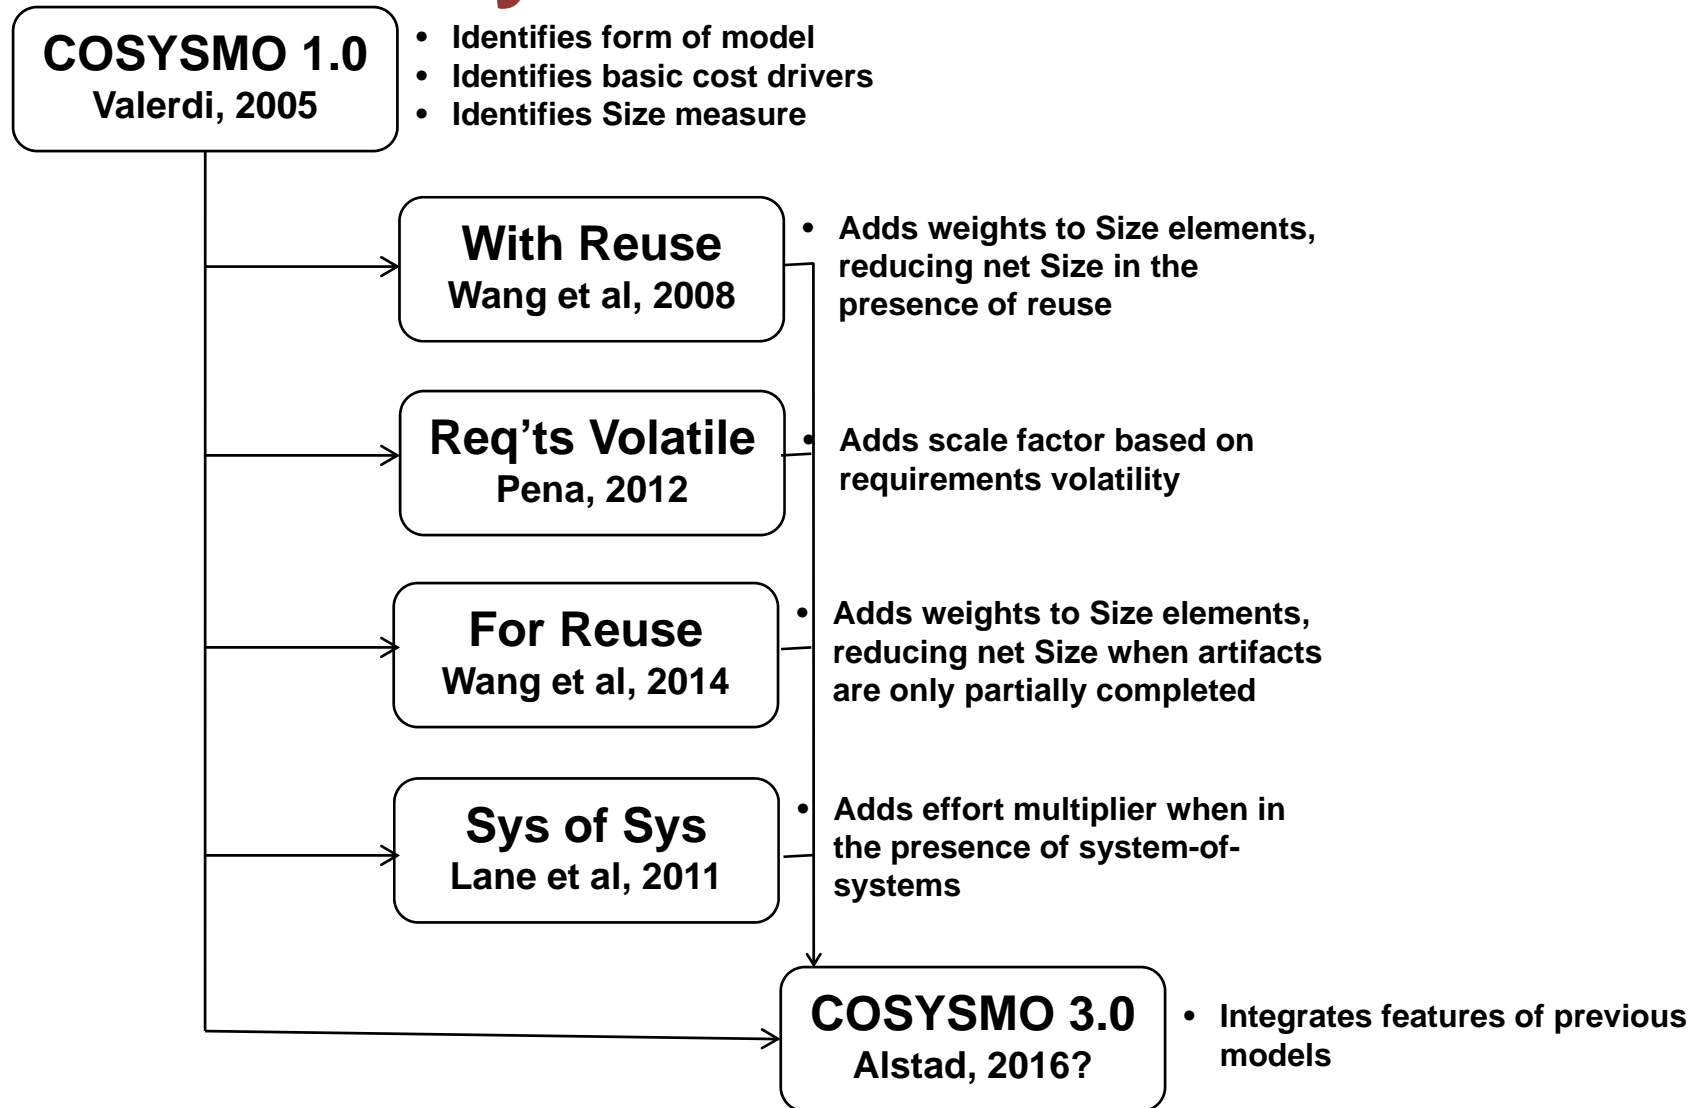 COSYSMO 1.0
Valerdi, 2005
• Identifies form of model
• Identifies basic cost drivers
• Identifies Size measure
With Reuse
Wang et al, 2008
• Adds weights to Size elements,
reducing net Size in the
presence of reuse
Req’ts Volatile
Pena, 2012
• Adds scale factor based on
requirements volatility
For Reuse
Wang et al, 2014
• Adds weights to Size elements,
reducing net Size when artifacts
are only partially completed
Sys of Sys
Lane et al, 2011
• Adds effort multiplier when in
the presence of system-of-
systems
COSYSMO 3.0
Alstad, 2016?
• Integrates features of previous
models